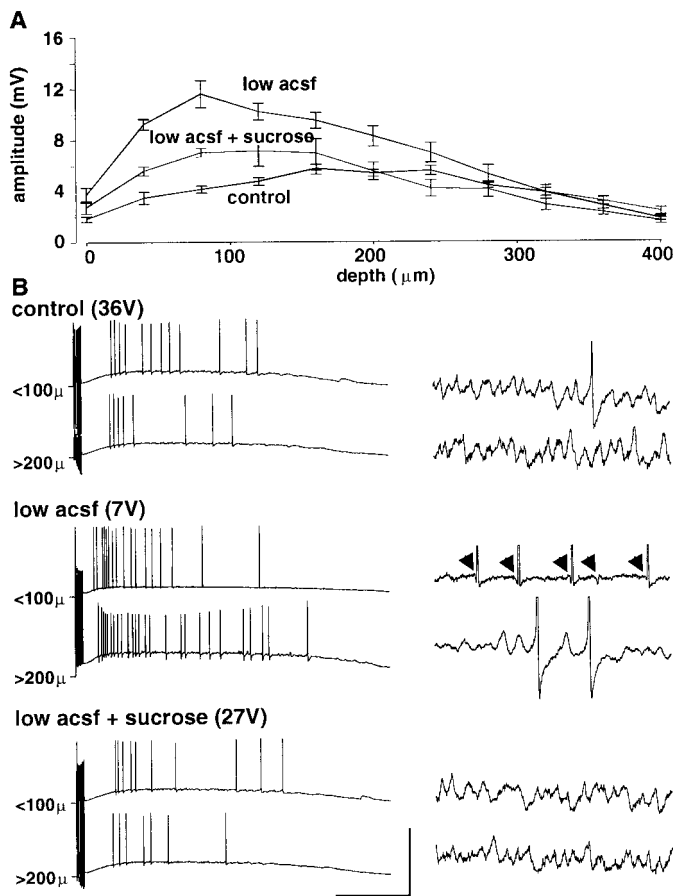 A
16
12
8
4
0
amplitude (mV)
low acsf
low acsf + sucrose
control
0
100
200
300
400
depth (μm)
B
control (36V)
<100μ
>200μ
low acsf (7V)
<100μ
>200μ
low acsf + sucrose (27V)
<100μ
>200μ